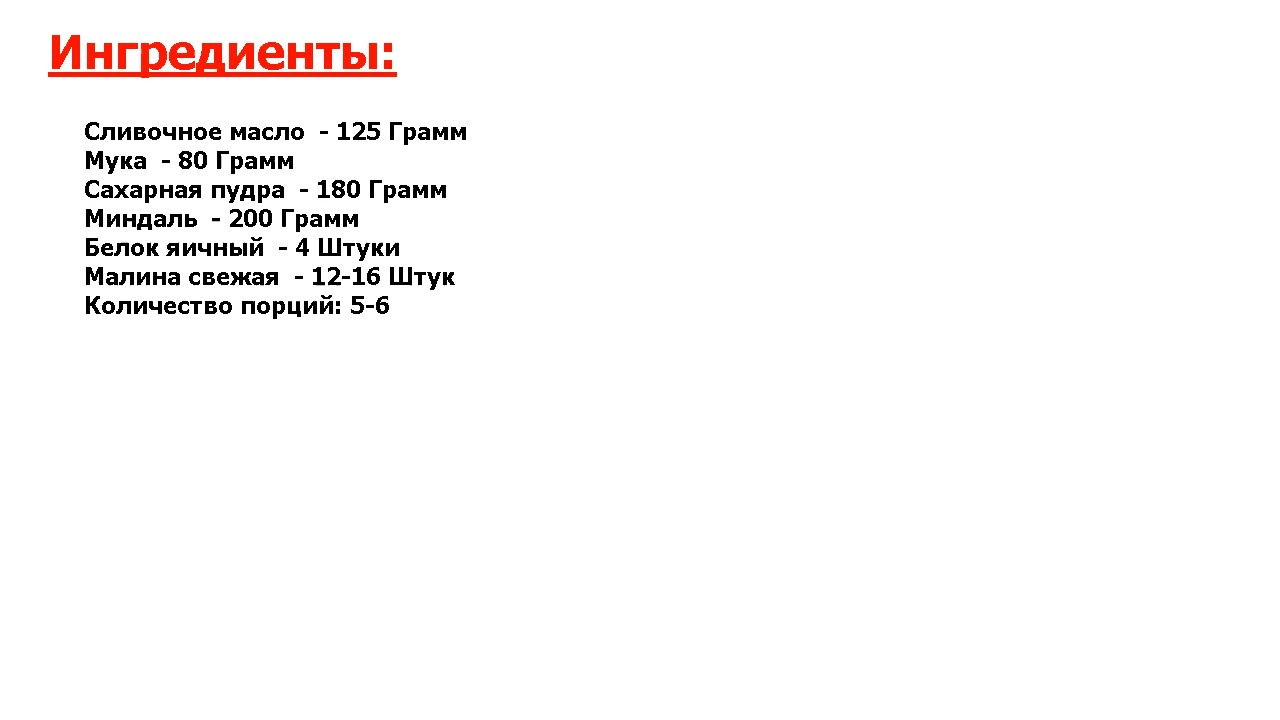 Ингредиенты:
Сливочное масло  - 125 Грамм
Мука  - 80 Грамм
Сахарная пудра  - 180 Грамм
Миндаль  - 200 Грамм
Белок яичный  - 4 Штуки
Малина свежая  - 12-16 Штук
Количество порций: 5-6